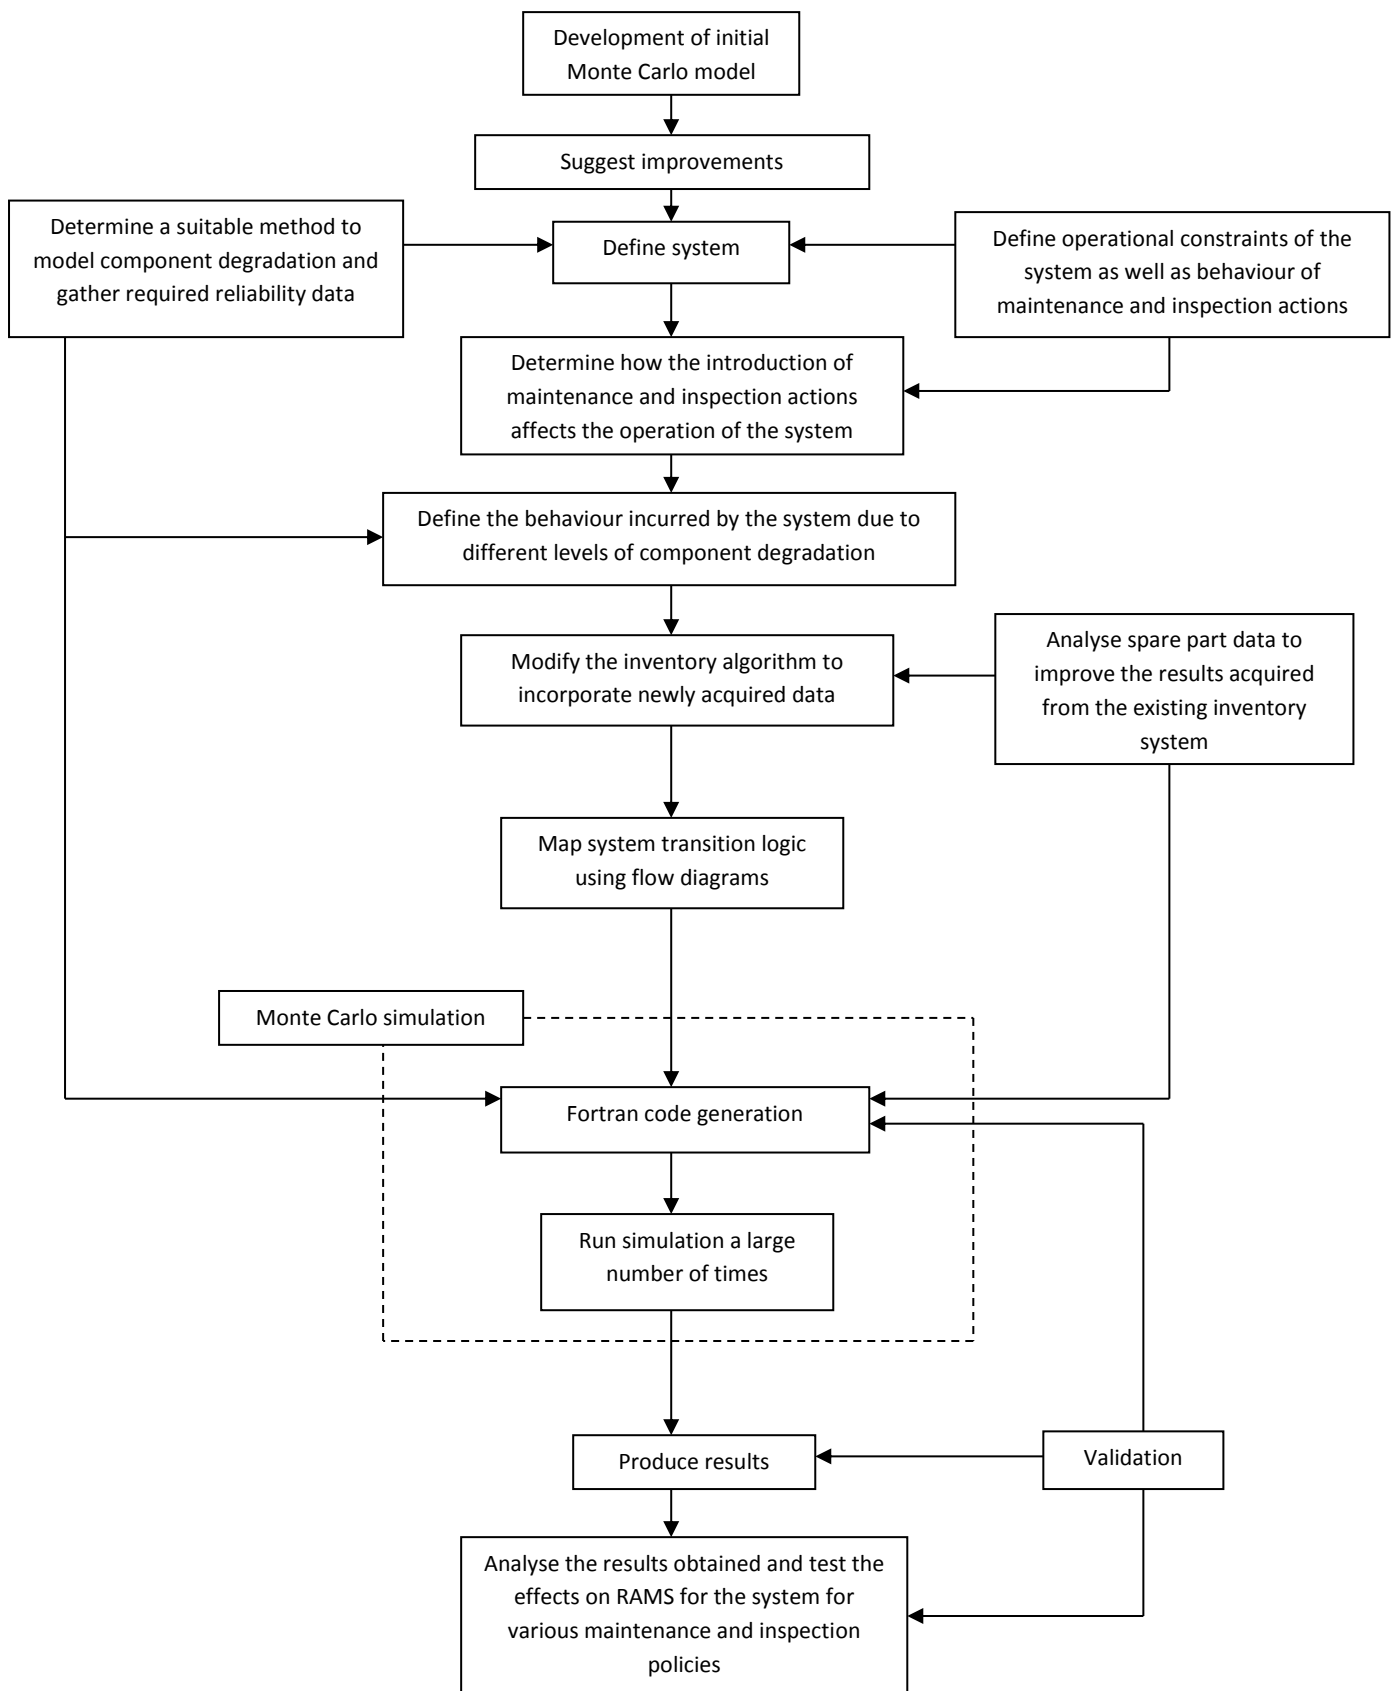 Development of initial
Monte Carlo model
Suggest improvements
Determine a suitable method to
model component degradation and
gather required reliability data
Define system
Define operational constraints of the
system as well as behaviour of
maintenance and inspection actions
Determine how the introduction of
maintenance and inspection actions
affects the operation of the system
Define the behaviour incurred by the system due to
different levels of component degradation
Modify the inventory algorithm to
incorporate newly acquired data
Analyse spare part data to
improve the results acquired
from the existing inventory
system
Map system transition logic
using flow diagrams
Monte Carlo simulation
Fortran code generation
Run simulation a large
number of times
Produce results
Validation
Analyse the results obtained and test the
effects on RAMS for the system for
various maintenance and inspection
policies